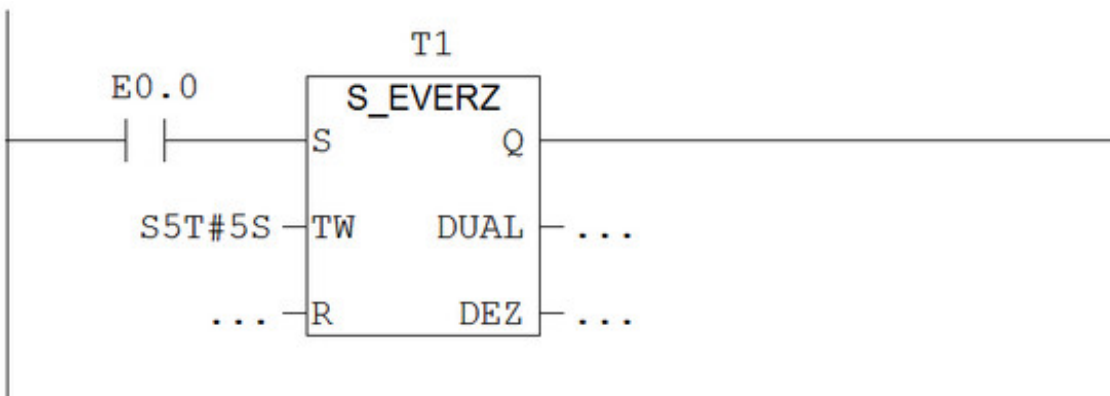 T1
E0.0
S_EVERZ
S Q
S5T#5S TW DUAL ...
... R DEZ ...